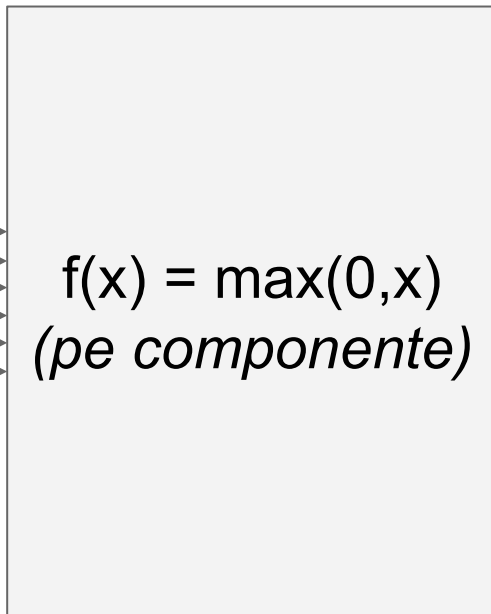 f(x) = max(0,x)
(pe componente)